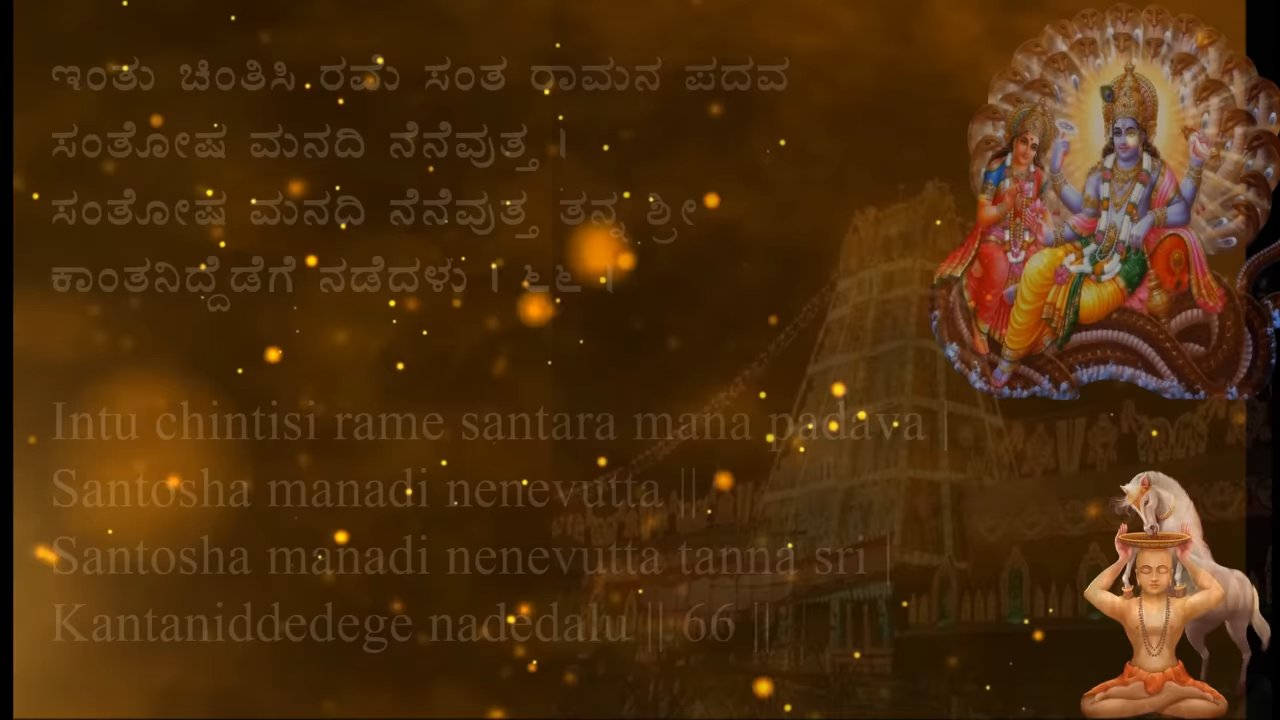 ಇಂತು ಚಿಂತಿಸಿ ರಮೆ ಸಂತ ರಾಮನ ಪದವ
ಸಂತೋಷ ಮನದಿ ನೆನೆವುತ್ತ ।
ಸಂತೋಷ ಮನದಿ ನೆನೆವುತ್ತ ತನ್ನ ಶ್ರೀ
ಕಾಂತನಿದ್ದೆಡೆಗೆ ನಡೆದಳು । ೬೬ ।
Intu chintisi rame santara mana padava |
Santosha manadi nenevutta ||
Santosha manadi nenevutta tanna sri |
Kantaniddedege nadedalu || 66 ||